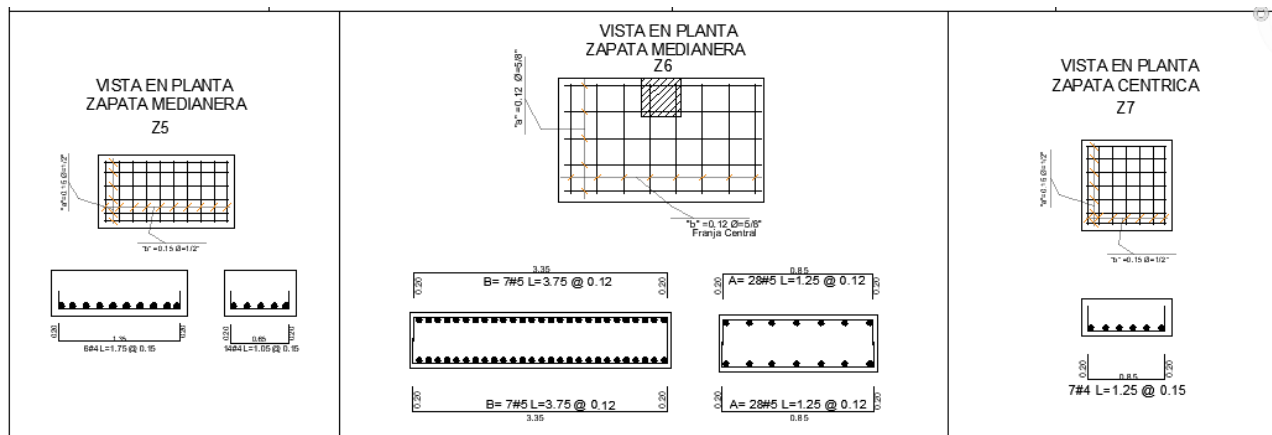 VISTA EN PLANTA
ZAPATA MEDIANERA
Z5
"a"=0.15 Ø=1/2"
"b" =0.15 Ø=1/2"
0.20
1.35
0.20
6#4 L=1.75 @ 0.15
0.20
0.65
0.20
14#4 L=1.05 @ 0.15
VISTA EN PLANTA
ZAPATA MEDIANERA
Z6
"a" =0.12 Ø=5/8"
"b" =0,12 Ø=5/8"
Franja Central
3.35
0.20
B= 7#5 L=3.75 @ 0.12
0.20
0.85
0.20
A= 28#5 L=1.25 @ 0.12
0.20
0.20
B= 7#5 L=3.75 @ 0.12
0.20
3.35
0.20
A= 28#5 L=1.25 @ 0.12
0.20
0.85
VISTA EN PLANTA
ZAPATA CENTRICA
Z7
"a"=0.15 Ø=1/2"
"b" =0.15 Ø=1/2"
0.20
0.85
0.20
7#4 L=1.25 @ 0.15